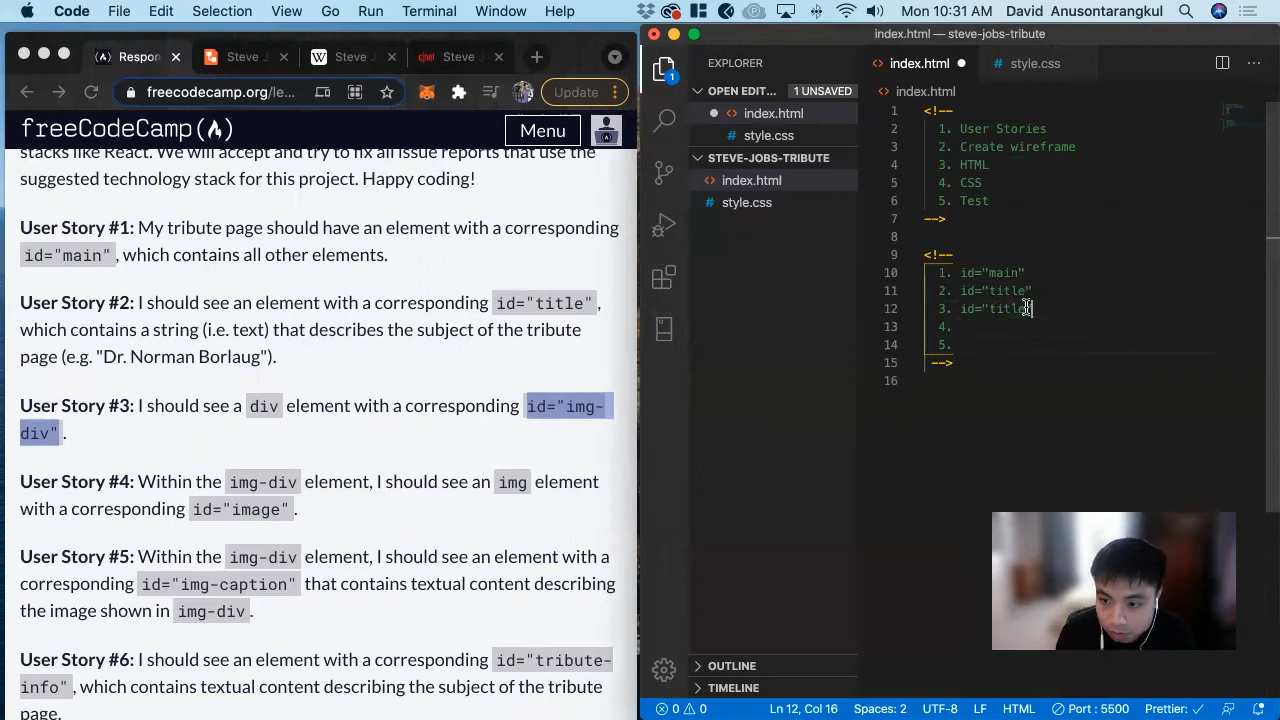 Code File Edit Selection View Go Run Terminal Window Help
Mon 10:31 AM David Anusontarangkul
Respon
Steve J
Steve J
Steve J
freecodecamp.org/le...
Update
freeCodeCamp(🔥)
Menu
stacks like React. We will accept and try to fix all issue reports that use the
suggested technology stack for this project. Happy coding!
User Story #1: My tribute page should have an element with a corresponding
id="main", which contains all other elements.
User Story #2: I should see an element with a corresponding id="title",
which contains a string (i.e. text) that describes the subject of the tribute
page (e.g. "Dr. Norman Borlaug").
User Story #3: I should see a div element with a corresponding id="img-
div".
User Story #4: Within the img-div element, I should see an img element
with a corresponding id="image".
User Story #5: Within the img-div element, I should see an element with a
corresponding id="img-caption" that contains textual content describing
the image shown in img-div.
User Story #6: I should see an element with a corresponding id="tribute-
info", which contains textual content describing the subject of the tribute
page.
index.html — steve-jobs-tribute
EXPLORER
OPEN EDIT... 1 UNSAVED
index.html
style.css
STEVE-JOBS-TRIBUTE
index.html
style.css
OUTLINE
TIMELINE
1
index.html
style.css
index.html
1 <!--
2 1. User Stories
3 2. Create wireframe
4 3. HTML
5 4. CSS
6 5. Test
7 -->
8
9 <!--
10 1. id="main"
11 2. id="title"
12 3. id="title"
13 4.
14 5.
15 -->
16
0 0 Ln 12, Col 16 Spaces: 2 UTF-8 LF HTML Port : 5500 Prettier: ✓